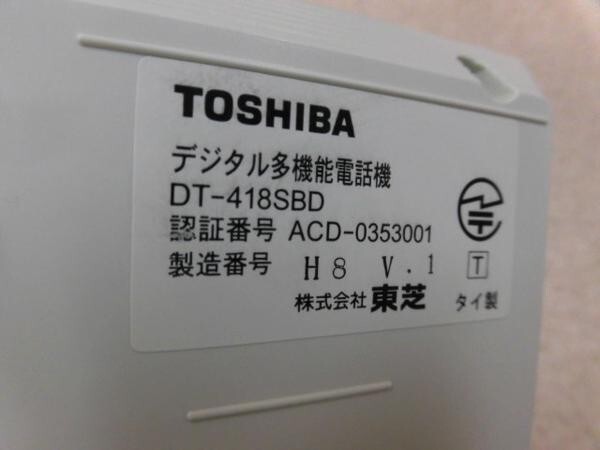 TOSHIBA
デジタル多機能電話機
DT-418SBD
認証番号 ACD-0353001
製造番号 H8 V.1 T
株式会社 東芝 タイ製